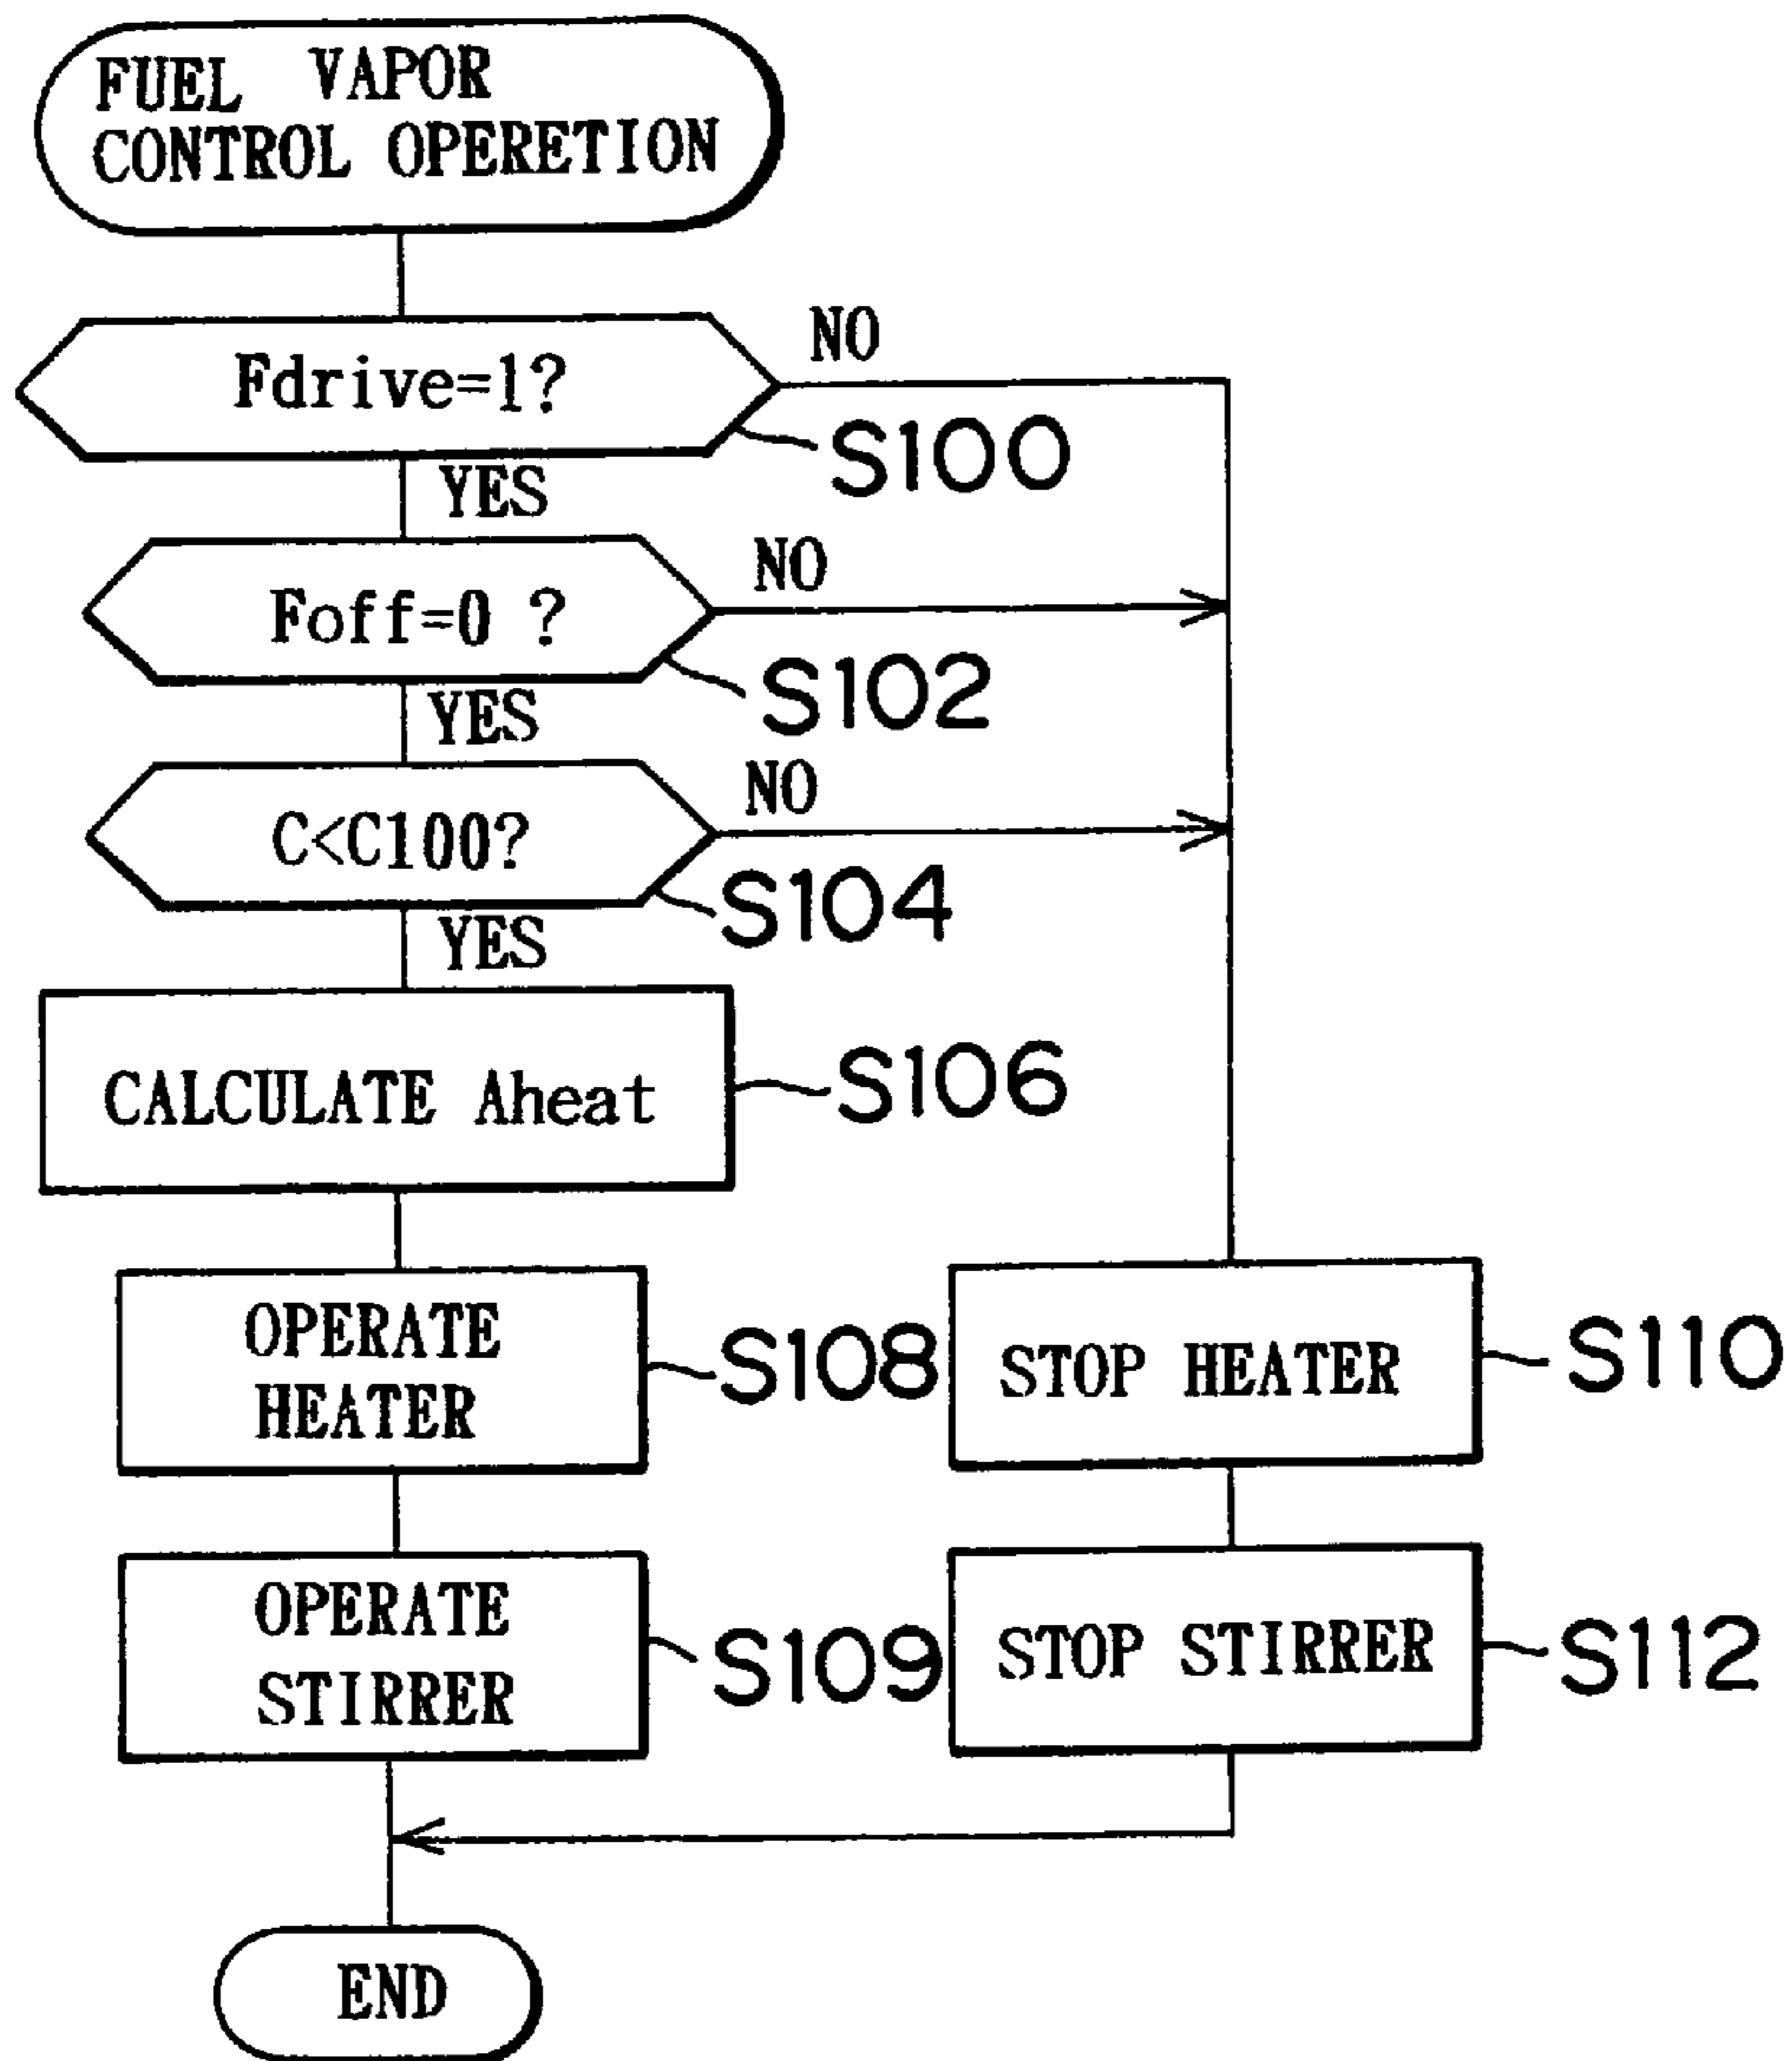 FUEL VAPOR
CONTROL OPERETION
Fdrive=1?
NO
S100
YES
Foff=0 ?
NO
S102
YES
C<C100?
NO
S104
YES
CALCULATE Aheat
S106
OPERATE
HEATER
S108
STOP HEATER
S110
OPERATE
STIRRER
S109
STOP STIRRER
S112
END